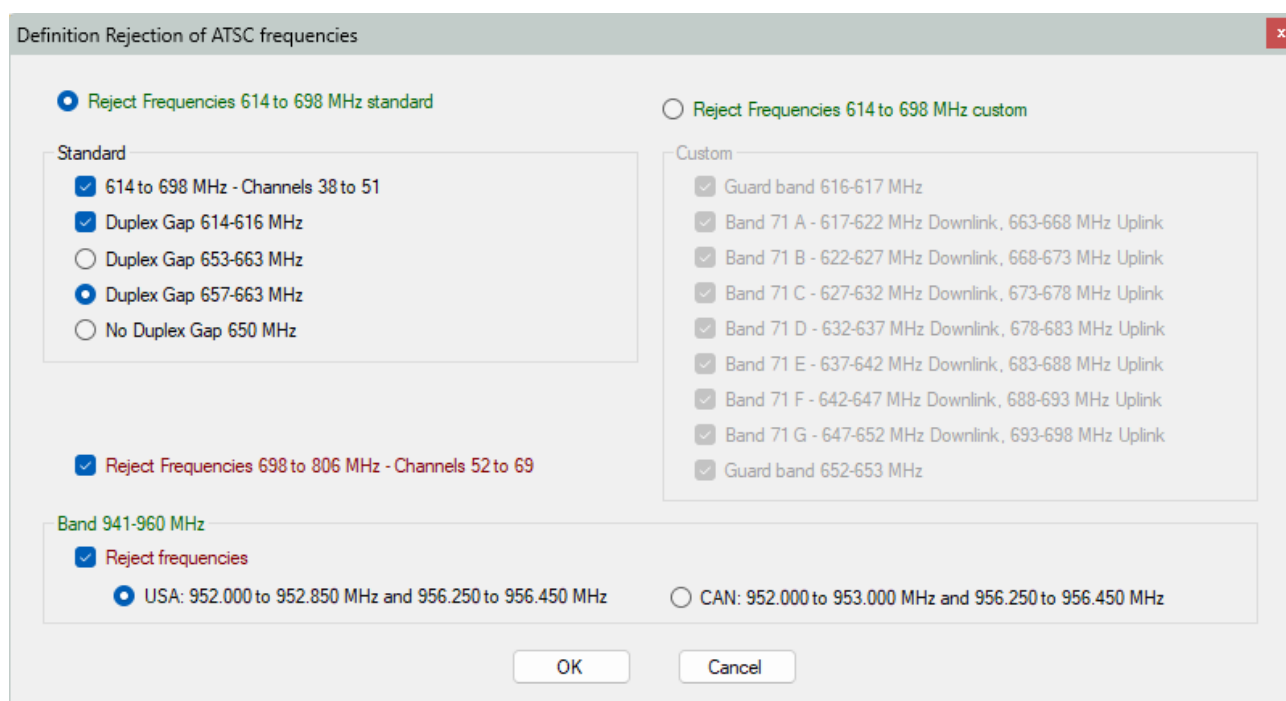 Definition Rejection of ATSC frequencies
x
Reject Frequencies 614 to 698 MHz standard
Standard
614 to 698 MHz - Channels 38 to 51
Duplex Gap 614-616 MHz
Duplex Gap 653-663 MHz
Duplex Gap 657-663 MHz
No Duplex Gap 650 MHz
Reject Frequencies 614 to 698 MHz custom
Custom
Guard band 616-617 MHz
Band 71 A - 617-622 MHz Downlink, 663-668 MHz Uplink
Band 71 B - 622-627 MHz Downlink, 668-673 MHz Uplink
Band 71 C - 627-632 MHz Downlink, 673-678 MHz Uplink
Band 71 D - 632-637 MHz Downlink, 678-683 MHz Uplink
Band 71 E - 637-642 MHz Downlink, 683-688 MHz Uplink
Band 71 F - 642-647 MHz Downlink, 688-693 MHz Uplink
Band 71 G - 647-652 MHz Downlink, 693-698 MHz Uplink
Guard band 652-653 MHz
Reject Frequencies 698 to 806 MHz - Channels 52 to 69
Band 941-960 MHz
Reject frequencies
USA: 952.000 to 952.850 MHz and 956.250 to 956.450 MHz
CAN: 952.000 to 953.000 MHz and 956.250 to 956.450 MHz
OK
Cancel